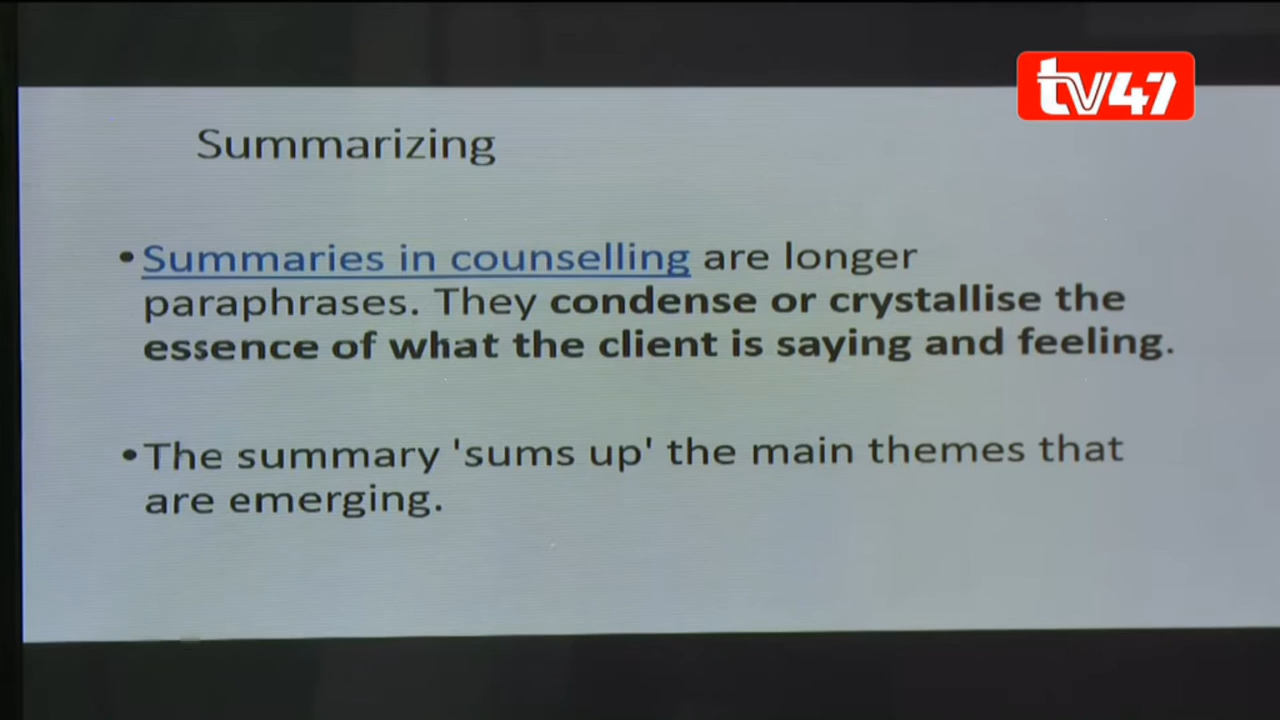 tv47
Summarizing
• Summaries in counselling are longer
paraphrases. They condense or crystallise the
essence of what the client is saying and feeling.
• The summary 'sums up' the main themes that
are emerging.